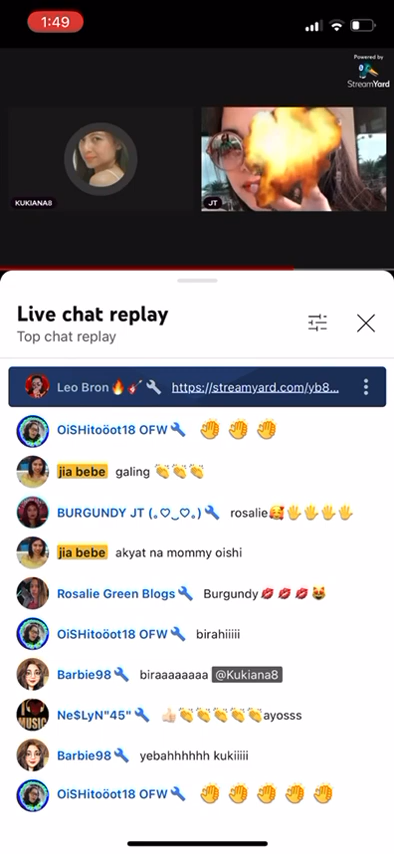 1:49
Powered by
StreamYard
KUKIANA8
JT
Live chat replay
Top chat replay
Leo Bron🔥🎸🔧 https://streamyard.com/yb8...
OiSHitoöot18 OFW🔧 👏👏👏
jia bebe galing 👏👏👏
BURGUNDY JT (｡♡‿♡｡)🔧 rosalie🥰🖐🖐🖐🖐
jia bebe akyat na mommy oishi
Rosalie Green Blogs🔧 Burgundy💋💋💋😻
OiSHitoöot18 OFW🔧 birahiiiii
Barbie98🔧 biraaaaaaaa @Kukiana8
I ♥ MUSIC
Ne$LyN"45"🔧 👍🏻👏👏👏👏👏ayosss
Barbie98🔧 yebahhhhhh kukiiiii
OiSHitoöot18 OFW🔧 👏👏👏👏👏